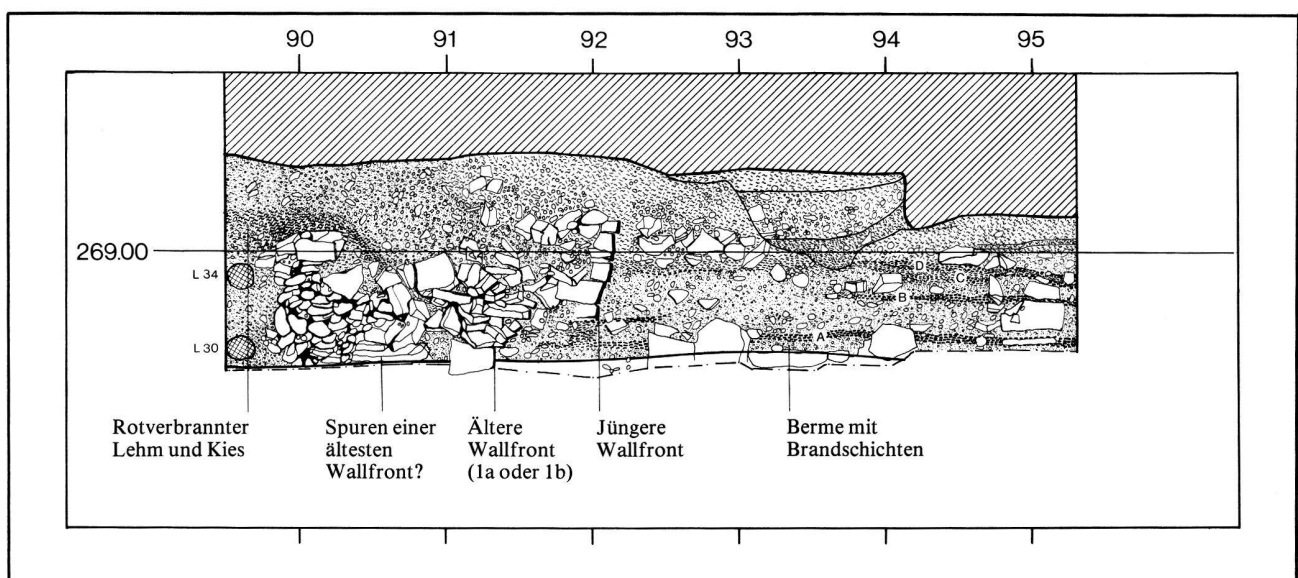 90 91 92 93 94 95
269.00
L 34
L 30
D
C
B
A
Rotverbrannter
Lehm und Kies
Spuren einer
ältesten
Wallfront?
Ältere
Wallfront
(1a oder 1b)
Jüngere
Wallfront
Berme mit
Brandschichten